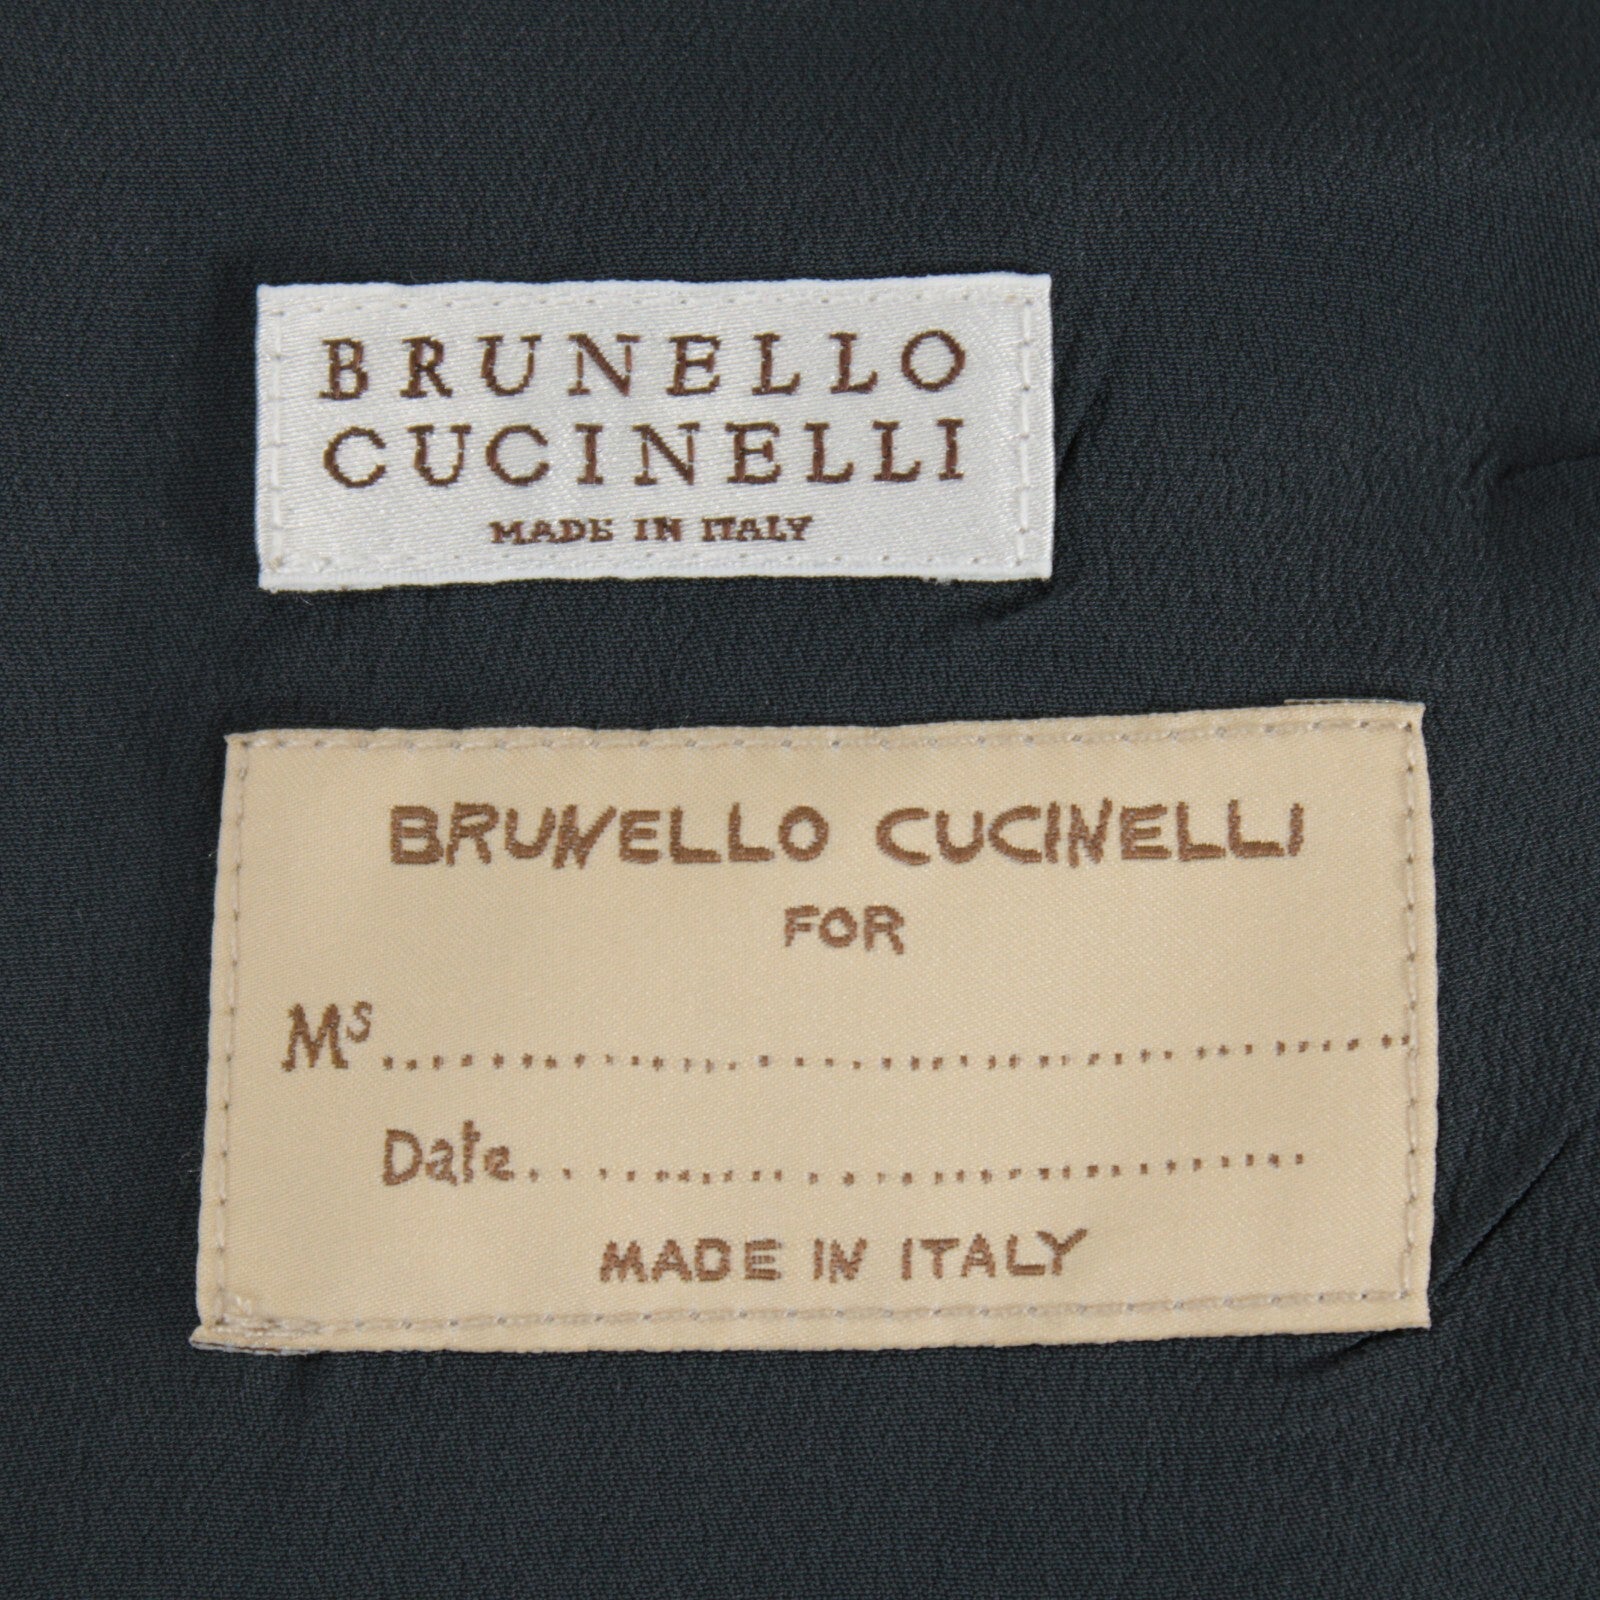 BRUNELLO
CUCINELLI
MADE IN ITALY
BRUNELLO CUCINELLI
FOR
Ms.......................................
Date..............................
MADE IN ITALY